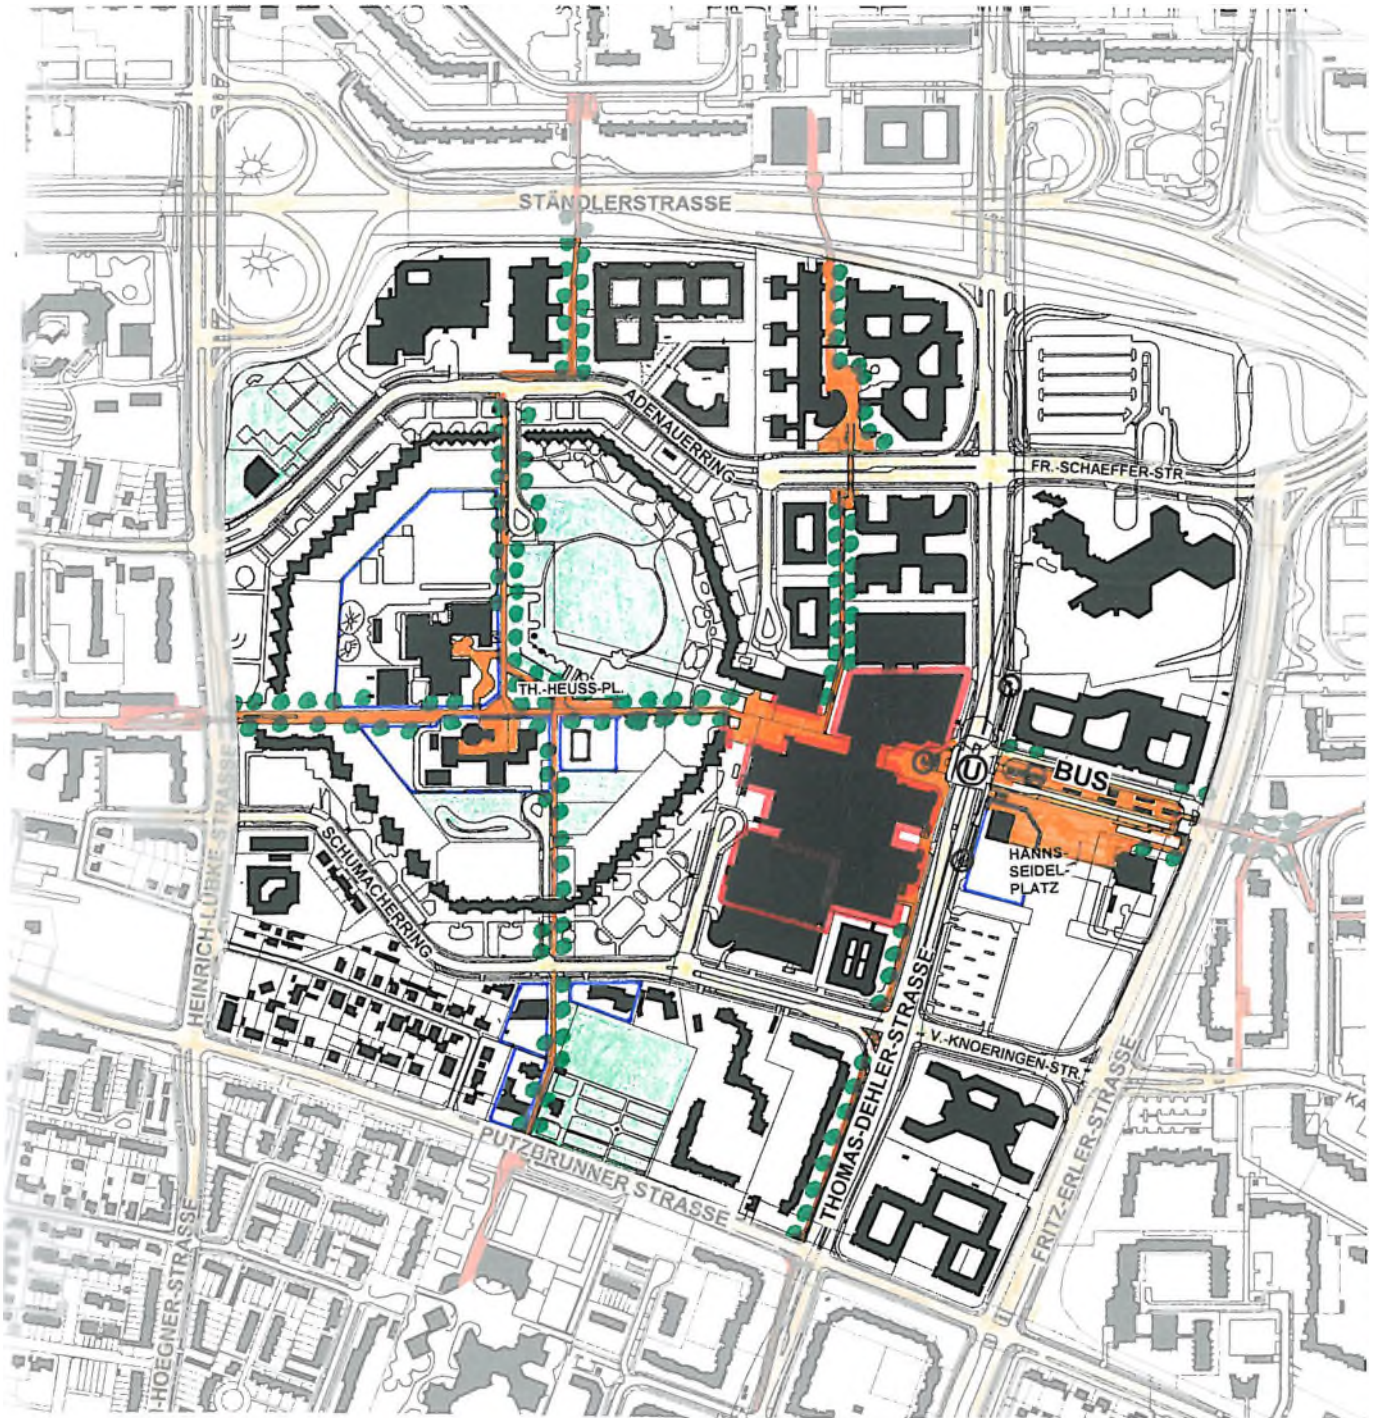 STÄNDLERSTRASSE
ADENAUERRING
FR.-SCHAEFFER-STR
TH.-HEUSS-PL.
BUS
U
HANNS-
SEIDEL-
PLATZ
HEINRICH-LÜBKE-STRASSE
SCHUMACHERRING
THOMAS-DEHLER-STRASSE
V.-KNOERINGEN-STR.
FRITZ-ERLER-STRASSE
PUTZBRUNNER STRASSE
-HOEGNER-STRASSE
KA